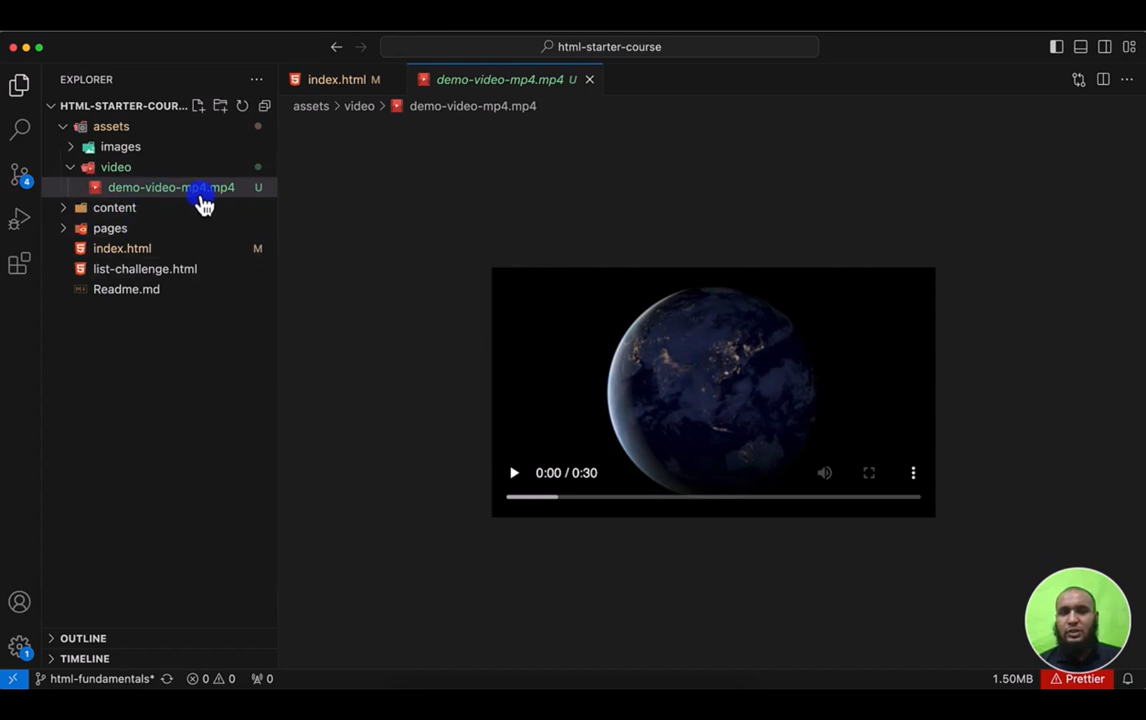 html-starter-course
EXPLORER
HTML-STARTER-COUR...
assets
images
video
demo-video-mp4.mp4 U
content
pages
index.html M
list-challenge.html
Readme.md
OUTLINE
TIMELINE
index.html M
demo-video-mp4.mp4 U
assets > video > demo-video-mp4.mp4
0:00 / 0:30
4
1
html-fundamentals* 0 0 0
1.50MB Prettier